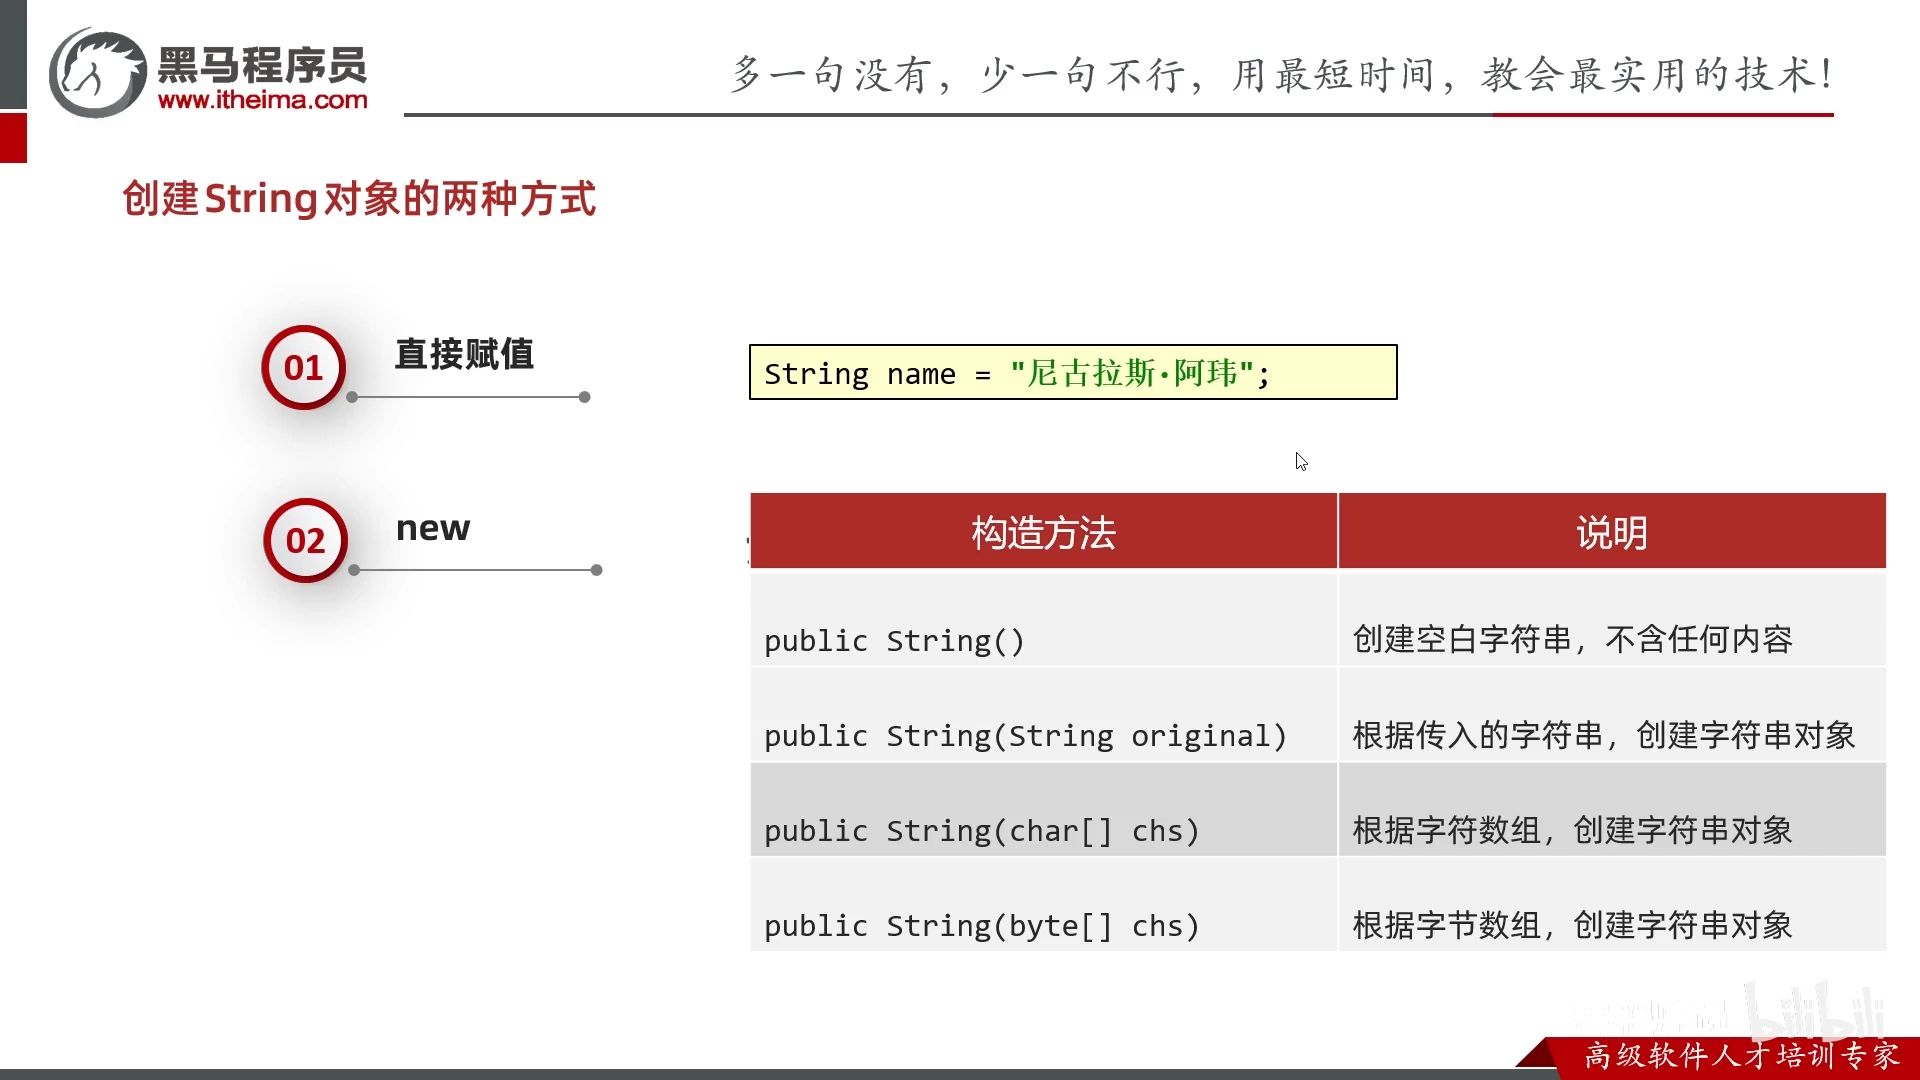 黑马程序员
www.itheima.com
多一句没有，少一句不行，用最短时间，教会最实用的技术！
创建String对象的两种方式
01
直接赋值
String name = "尼古拉斯·阿玮";
02
new
构造方法
说明
public String()
创建空白字符串，不含任何内容
public String(String original)
根据传入的字符串，创建字符串对象
public String(char[] chs)
根据字符数组，创建字符串对象
public String(byte[] chs)
根据字节数组，创建字符串对象
bilibili
高级软件人才培训专家